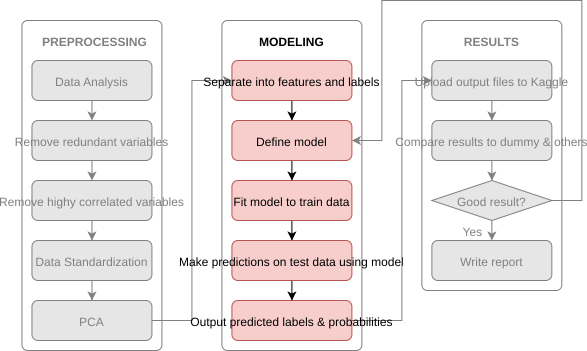 PREPROCESSING
Data Analysis
Remove redundant variables
Remove highy correlated variables
Data Standardization
PCA
MODELING
Separate into features and labels
Define model
Fit model to train data
Make predictions on test data using model
Output predicted labels & probabilities
RESULTS
Upload output files to Kaggle
Compare results to dummy & others
Good result?
Yes
Write report